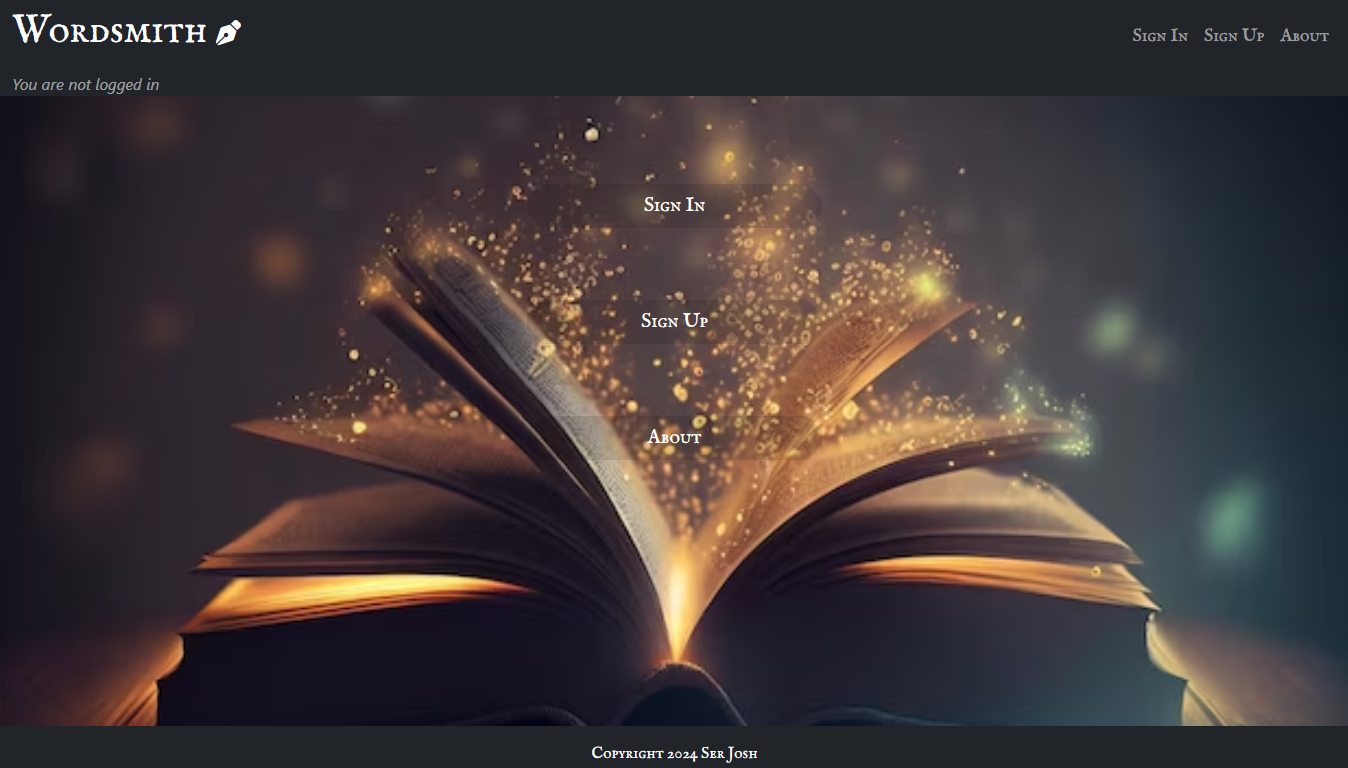 Wordsmith
Sign In Sign Up About
You are not logged in
Sign In
Sign Up
About
Copyright 2024 Ser Josh